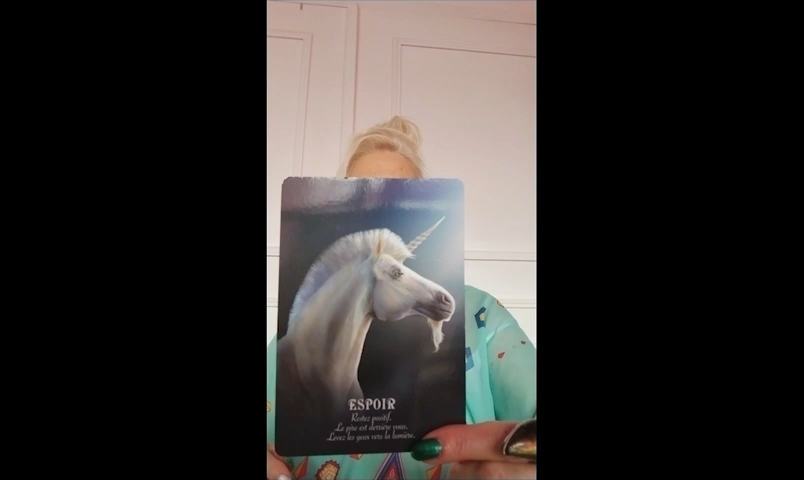 ESPOIR
Restez positif.
Le pire est derrière vous.
Levez les yeux vers la lumière.